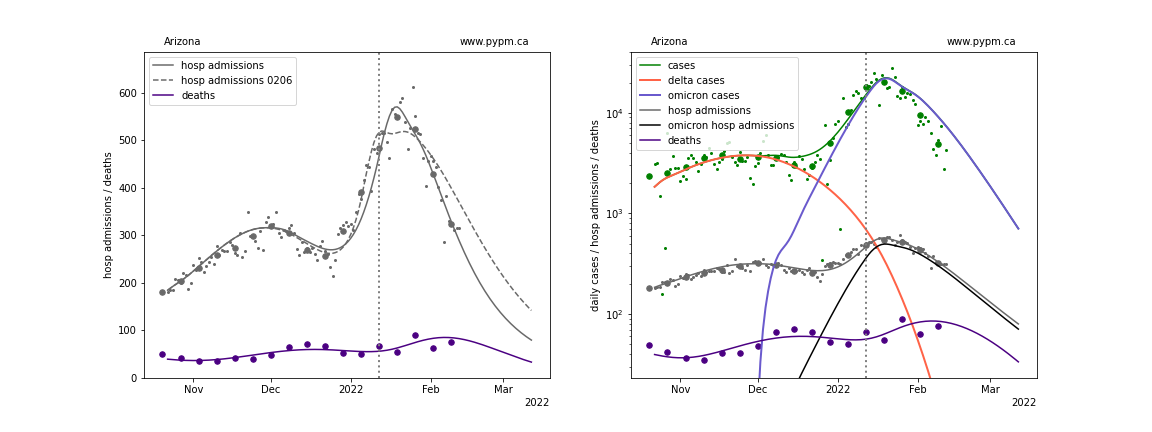 Arizona www.pypm.ca
hosp admissions
hosp admissions 0206
deaths
hosp admissions / deaths
600
500
400
300
200
100
0
Nov Dec 2022 Feb Mar
2022
Arizona www.pypm.ca
cases
delta cases
omicron cases
hosp admissions
omicron hosp admissions
deaths
daily cases / hosp admissions / deaths
10^4
10^3
10^2
Nov Dec 2022 Feb Mar
2022